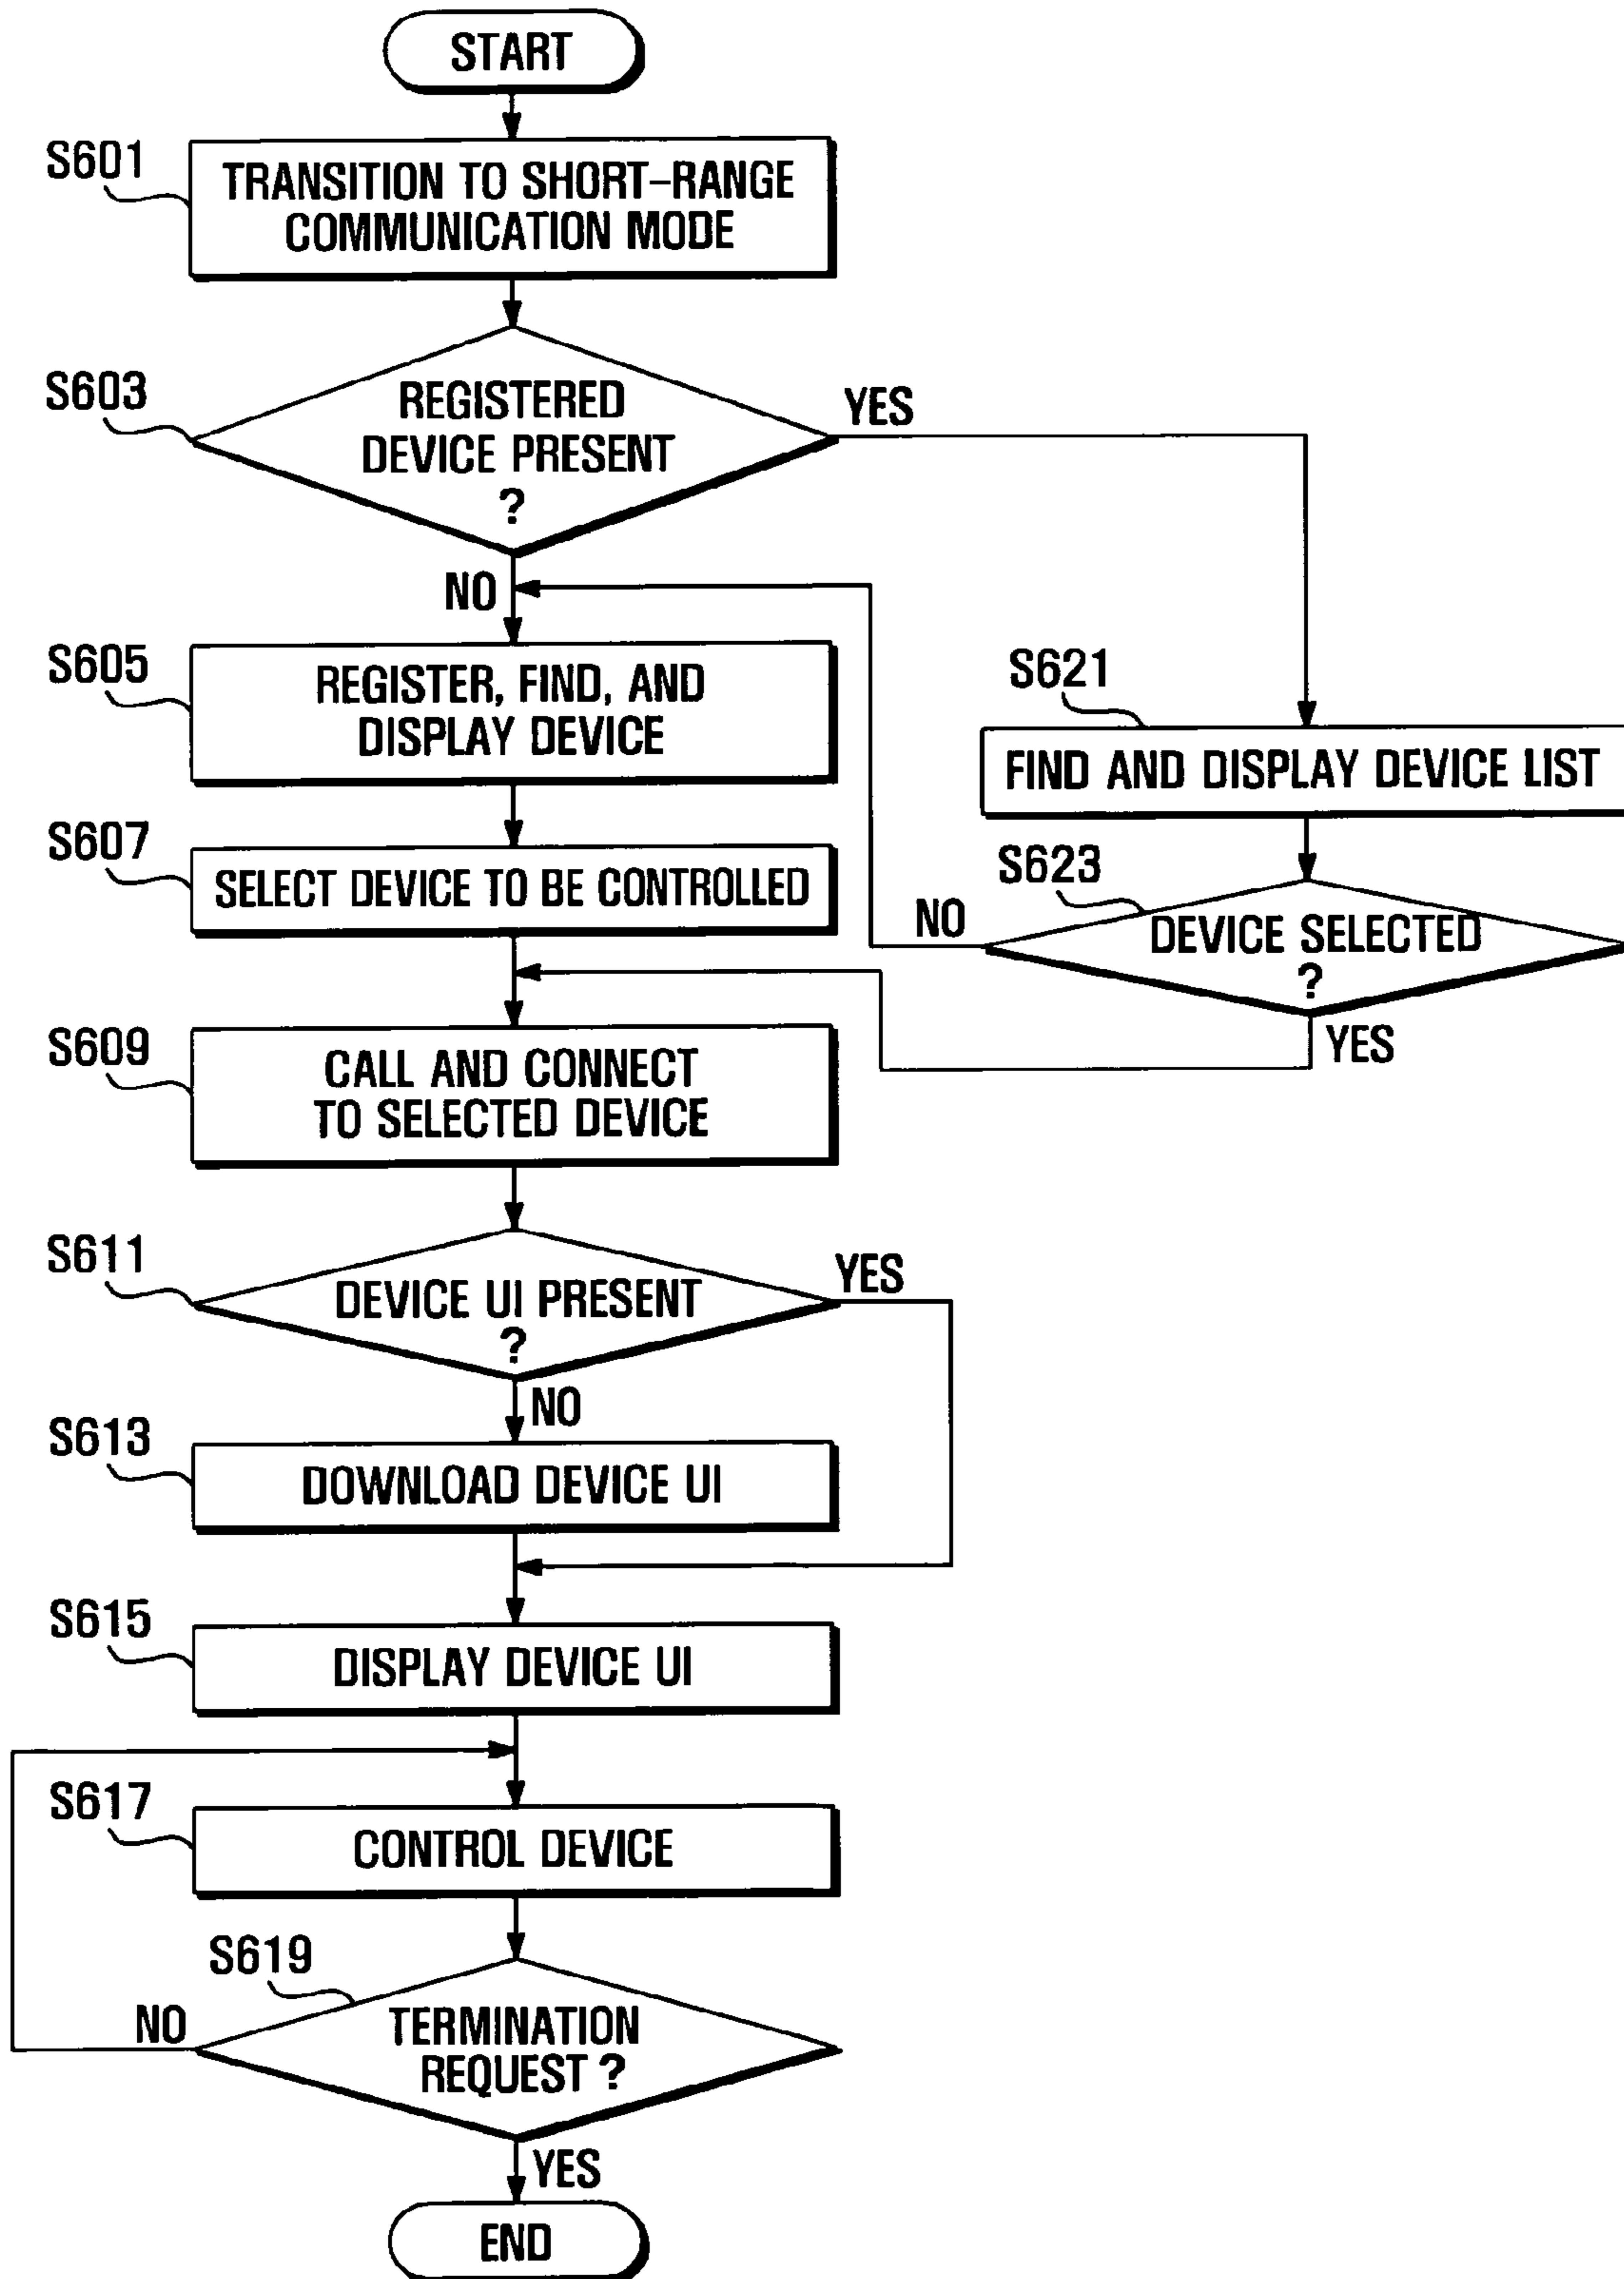 START
S601
TRANSITION TO SHORT-RANGE
COMMUNICATION MODE
S603
REGISTERED
DEVICE PRESENT
?
YES
NO
S605
REGISTER, FIND, AND
DISPLAY DEVICE
S621
FIND AND DISPLAY DEVICE LIST
S607
SELECT DEVICE TO BE CONTROLLED
S623
DEVICE SELECTED
?
NO
YES
S609
CALL AND CONNECT
TO SELECTED DEVICE
S611
DEVICE UI PRESENT
?
YES
NO
S613
DOWNLOAD DEVICE UI
S615
DISPLAY DEVICE UI
S617
CONTROL DEVICE
S619
TERMINATION
REQUEST ?
NO
YES
END